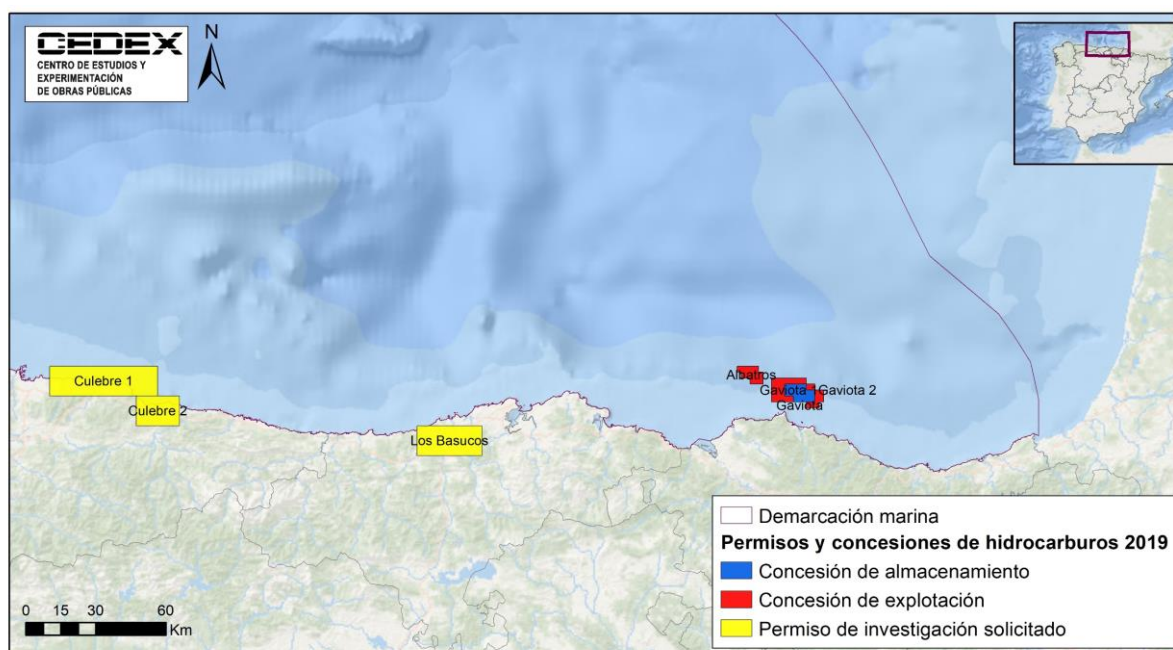 CEDEX
CENTRO DE ESTUDIOS Y
EXPERIMENTACIÓN
DE OBRAS PÚBLICAS
N
Culebre 1
Culebre 2
Los Basucos
Albatros
Gaviota 1
Gaviota 2
Gaviota
Demarcación marina
Permisos y concesiones de hidrocarburos 2019
Concesión de almacenamiento
Concesión de explotación
Permiso de investigación solicitado
0 15 30 60
Km